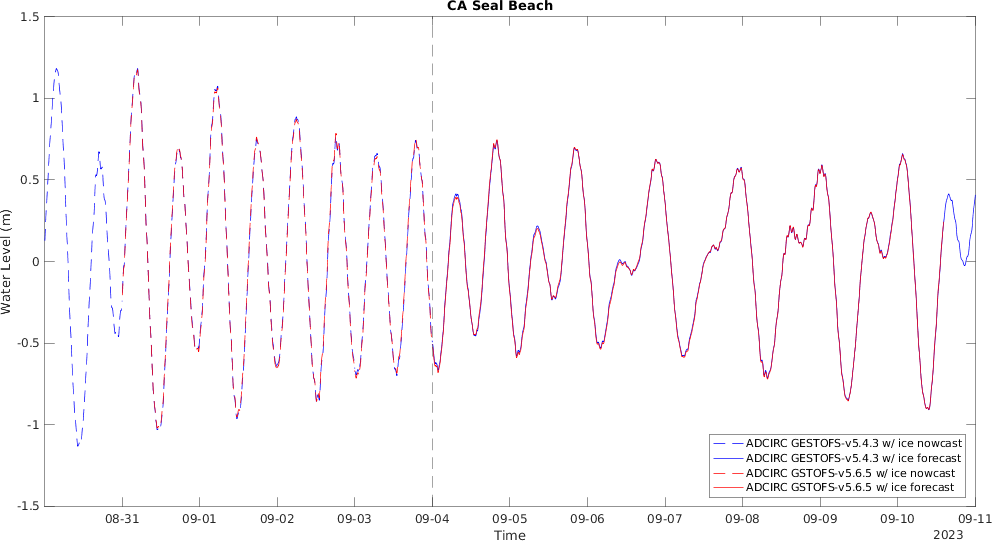 CA Seal Beach
1.5
1
0.5
0
-0.5
-1
-1.5
Water Level (m)
08-31 09-01 09-02 09-03 09-04 09-05 09-06 09-07 09-08 09-09 09-10 09-11
Time
2023
ADCIRC GESTOFS-v5.4.3 w/ ice nowcast
ADCIRC GESTOFS-v5.4.3 w/ ice forecast
ADCIRC GSTOFS-v5.6.5 w/ ice nowcast
ADCIRC GSTOFS-v5.6.5 w/ ice forecast